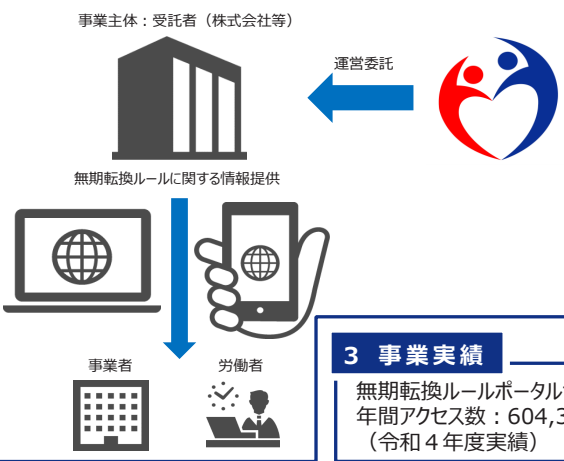 事業主体：受託者（株式会社等）
運営委託
無期転換ルールに関する情報提供
事業者
労働者
3 事業実績
無期転換ルールポータル
年間アクセス数：604,3
（令和４年度実績）